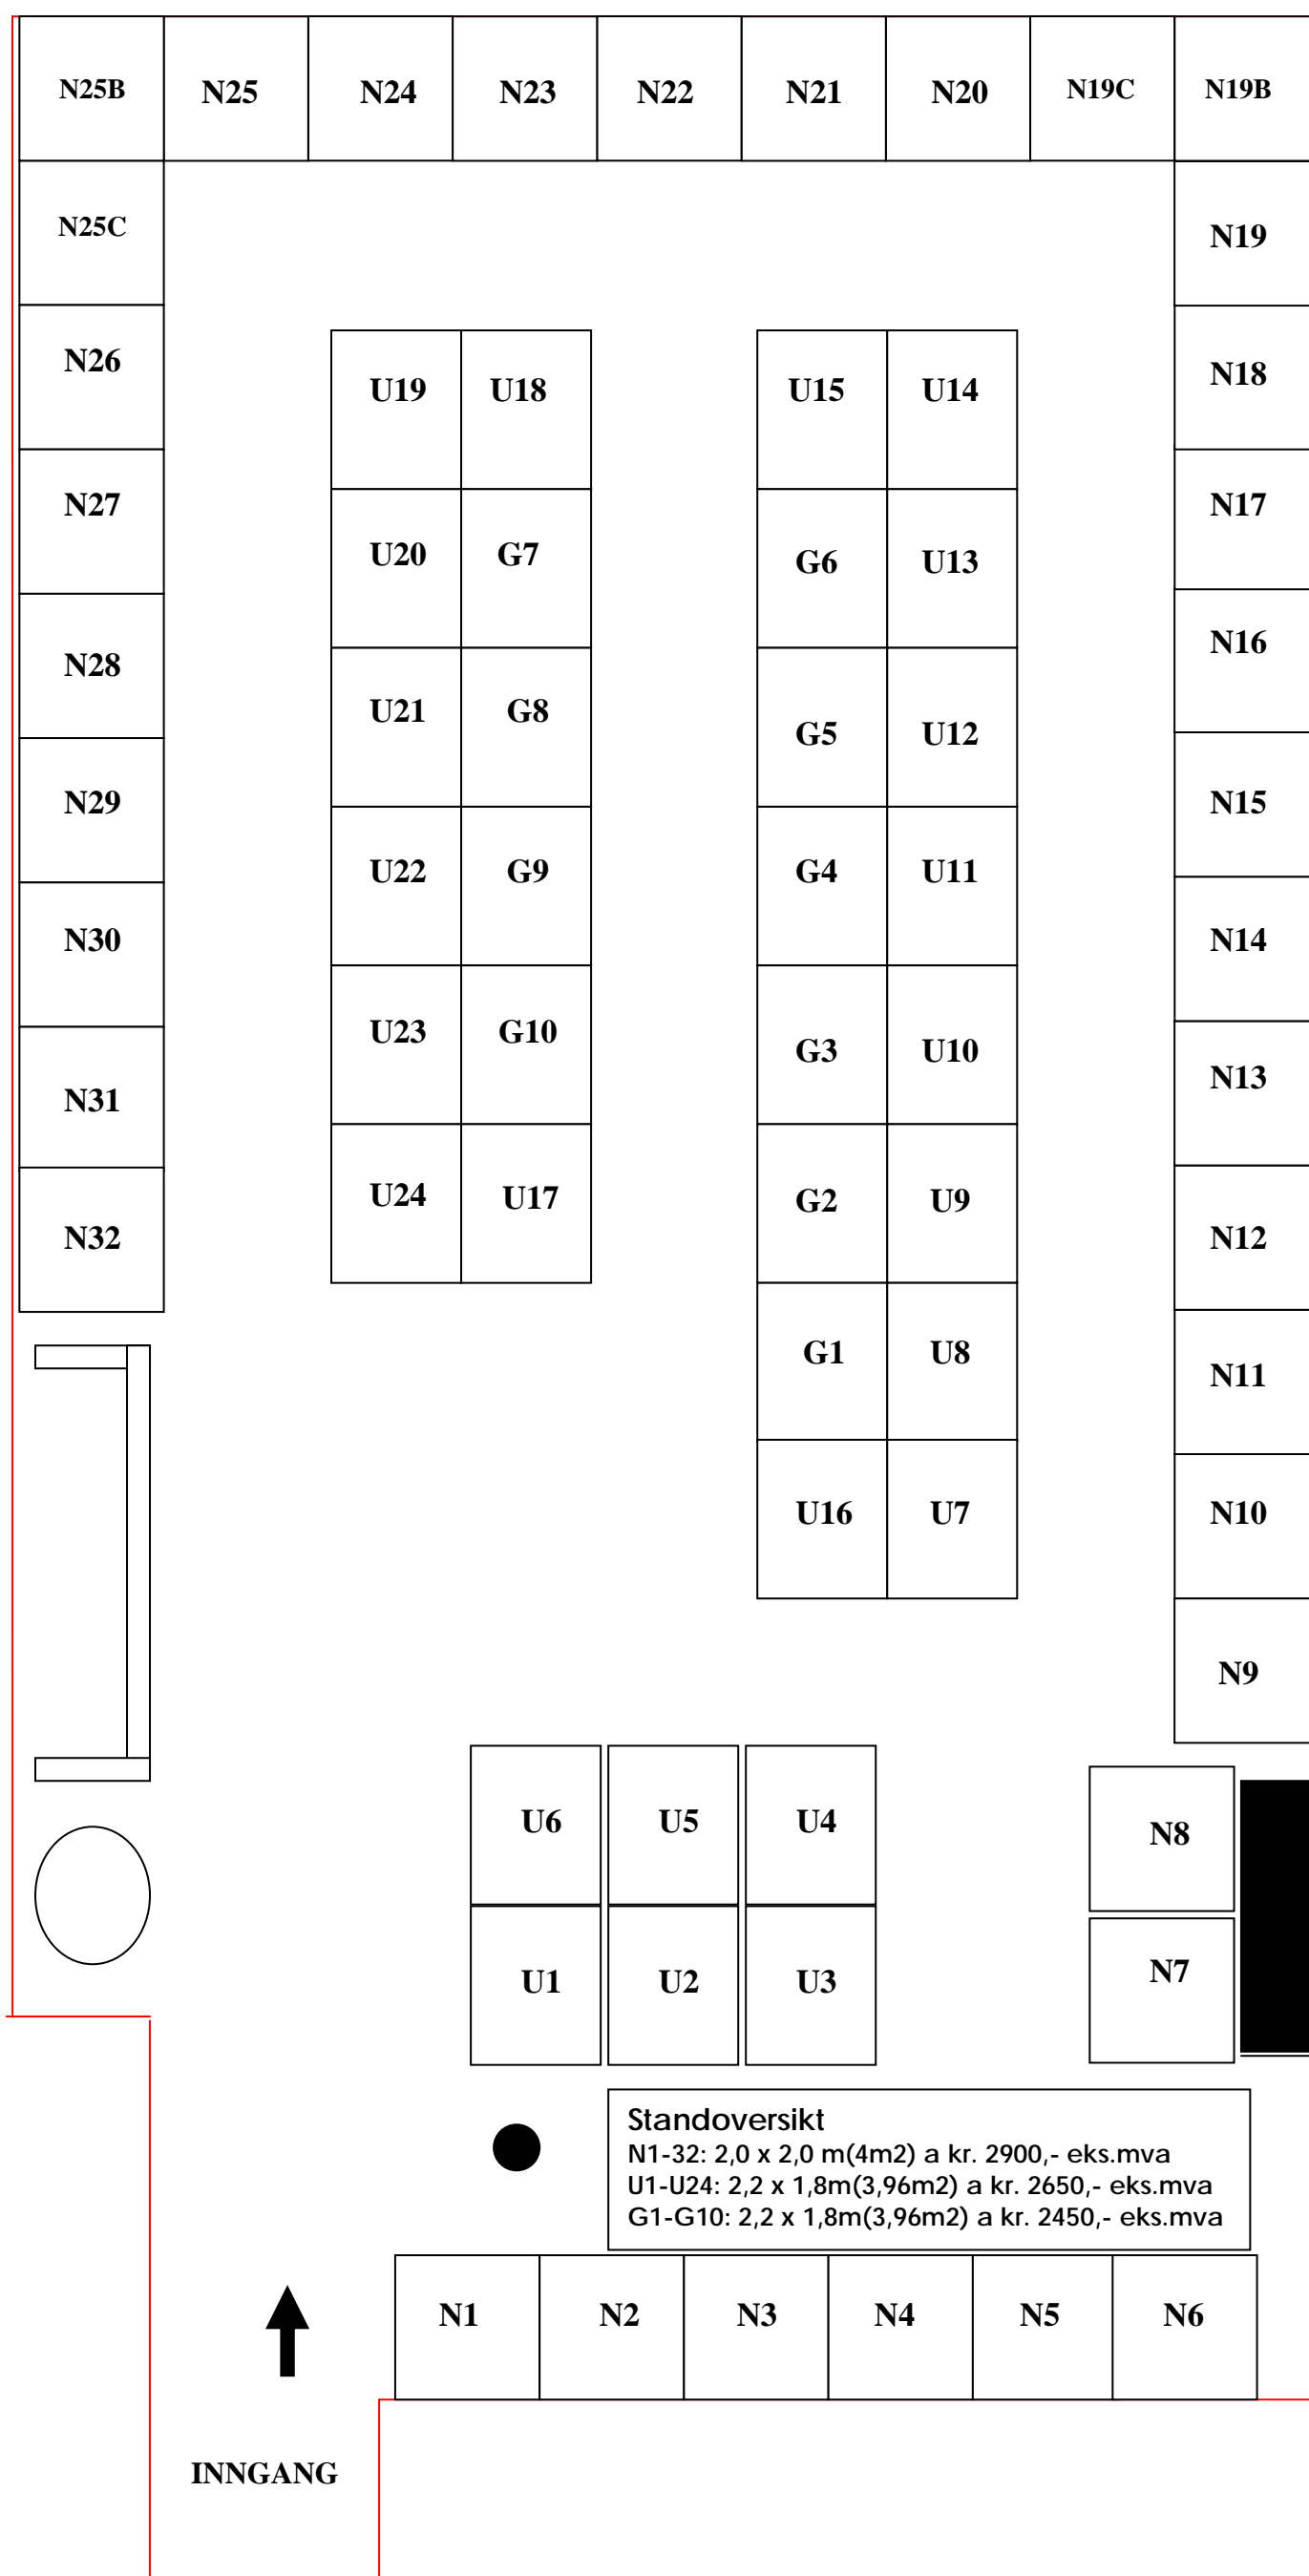 N25B N25 N24 N23 N22 N21 N20 N19C N19B
N25C N19
N26 N18
U19 U18 U15 U14
N27 N17
U20 G7 G6 U13
N28 N16
U21 G8 G5 U12
N29 N15
U22 G9 G4 U11
N30 N14
U23 G10 G3 U10
N31 N13
U24 U17 G2 U9
N32 N12
G1 U8
N11
U16 U7 N10
N9
U6 U5 U4 N8
U1 U2 U3 N7
Standoversikt
N1-32: 2,0 x 2,0 m(4m2) a kr. 2900,- eks.mva
U1-U24: 2,2 x 1,8m(3,96m2) a kr. 2650,- eks.mva
G1-G10: 2,2 x 1,8m(3,96m2) a kr. 2450,- eks.mva
N1 N2 N3 N4 N5 N6
INNGANG